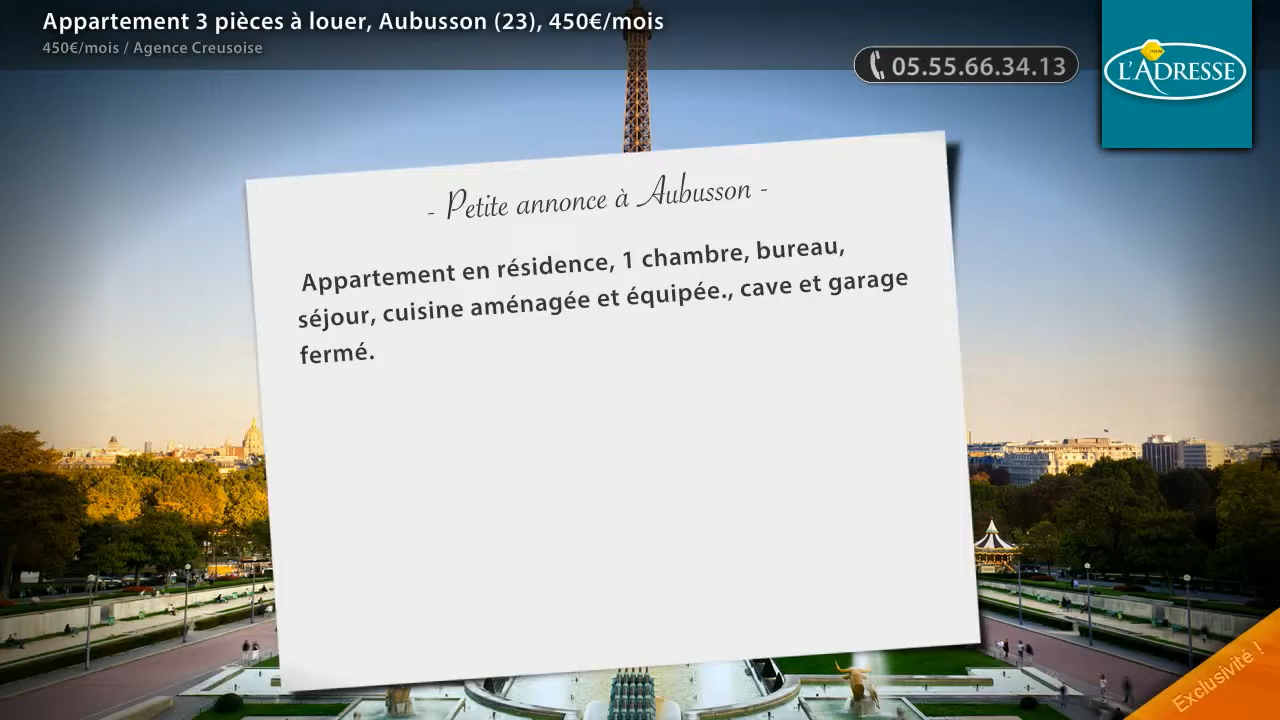 Appartement 3 pièces à louer, Aubusson (23), 450€/mois
450€/mois / Agence Creusoise
05.55.66.34.13
L'ADRESSE
- Petite annonce à Aubusson -
Appartement en résidence, 1 chambre, bureau,
séjour, cuisine aménagée et équipée., cave et garage
fermé.
Exclusivité !